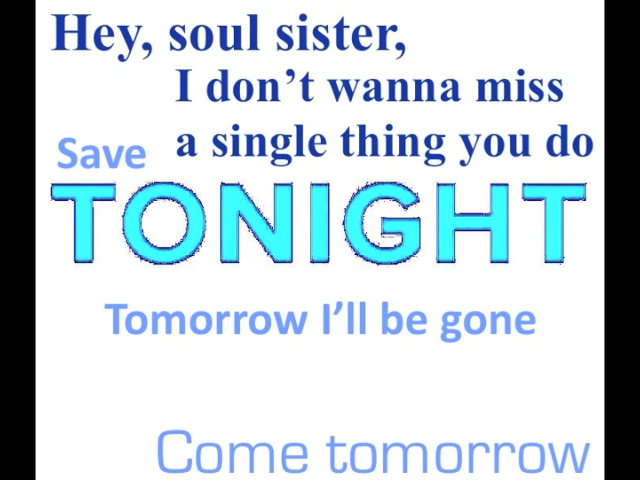 Hey, soul sister,
I don't wanna miss
a single thing you do
Save
TONIGHT
Tomorrow I'll be gone
Come tomorrow